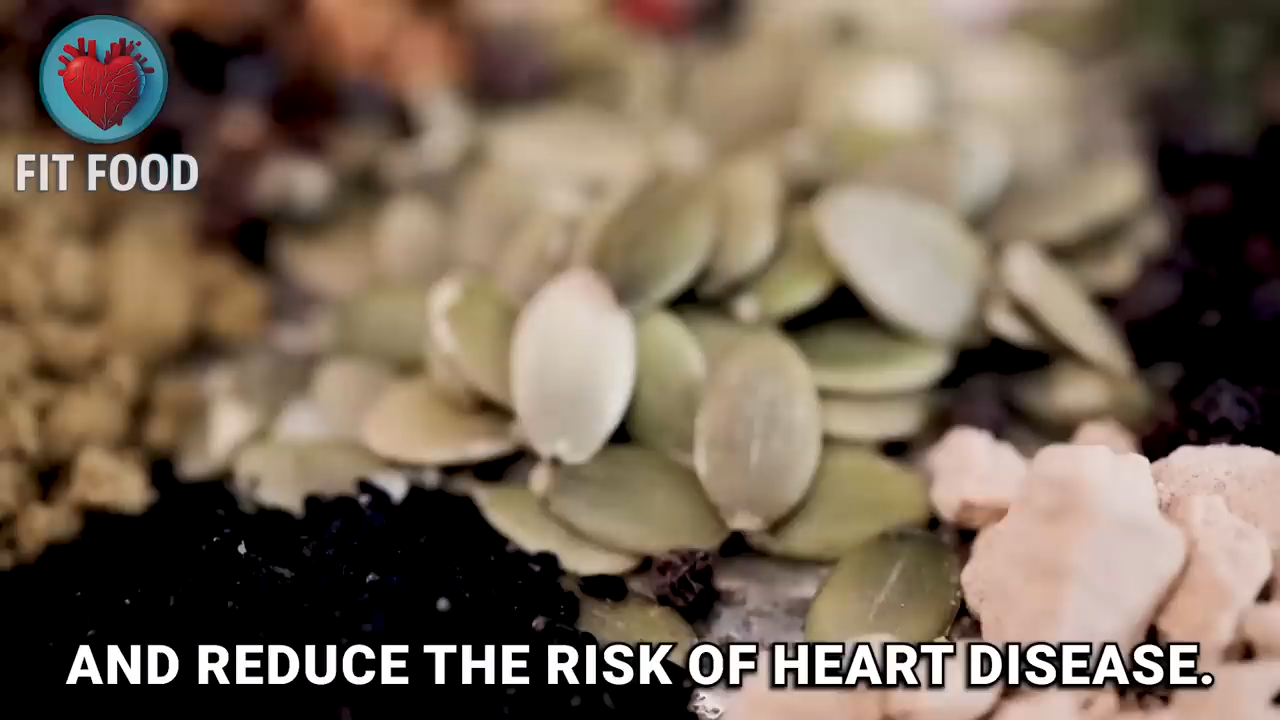 FIT FOOD
AND REDUCE THE RISK OF HEART DISEASE.